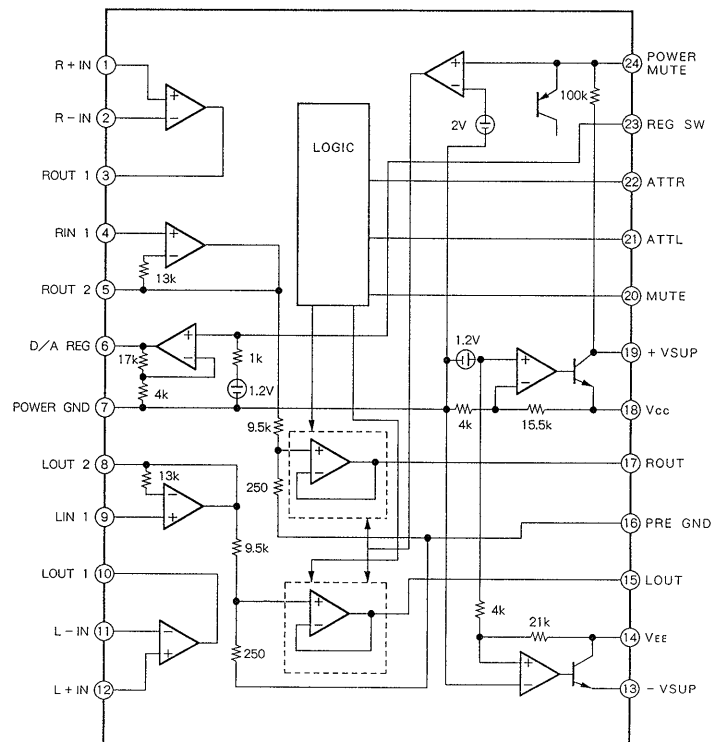 R+IN 1
R-IN 2
ROUT 1 3
RIN 1 4
13k
ROUT 2 5
D/A REG 6
17k
4k
1k
1.2V
POWER GND 7
LOUT 2 8
13k
LIN 1 9
LOUT 1 10
L-IN 11
L+IN 12
LOGIC
2V
100k
9.5k
250
9.5k
250
1.2V
4k
15.5k
4k
21k
24 POWER MUTE
23 REG SW
22 ATTR
21 ATTL
20 MUTE
19 +VSUP
18 Vcc
17 ROUT
16 PRE GND
15 LOUT
14 VEE
13 -VSUP